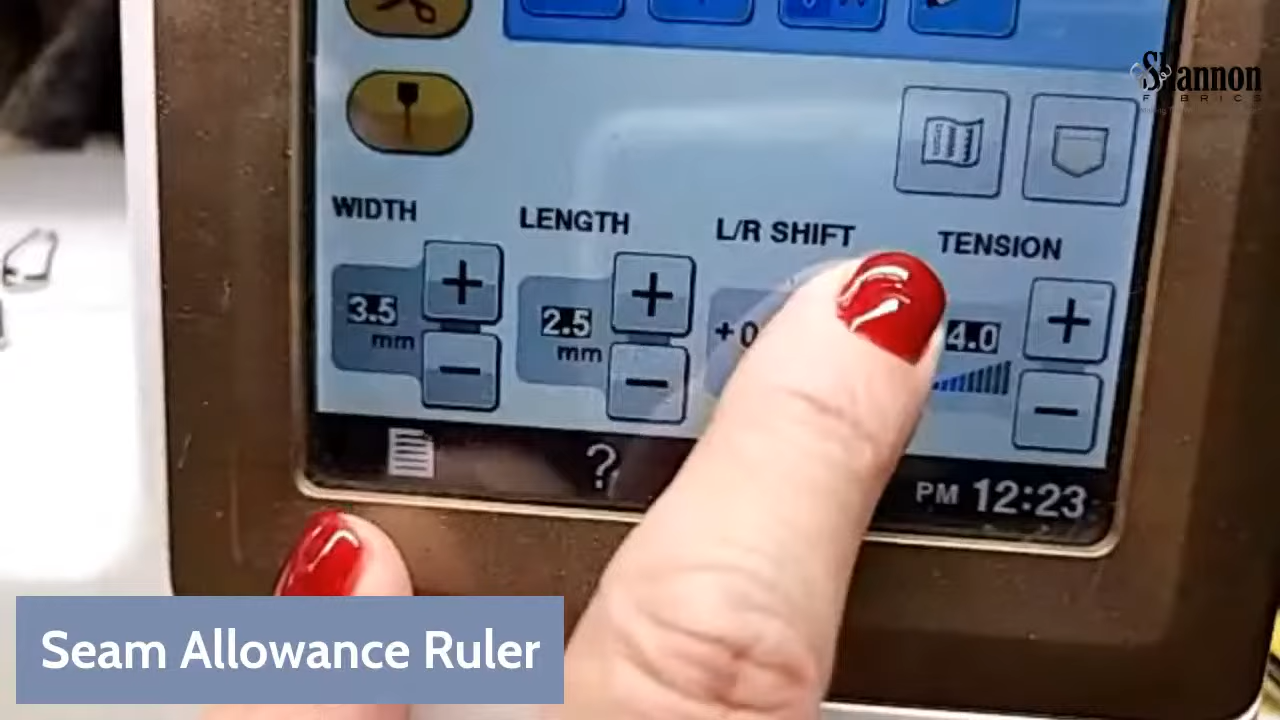 Shannon
FABRICS
WIDTH
LENGTH
L/R SHIFT
TENSION
+
+
+
3.5
mm
2.5
mm
+0
4.0
−
−
−
?
PM 12:23
Seam Allowance Ruler